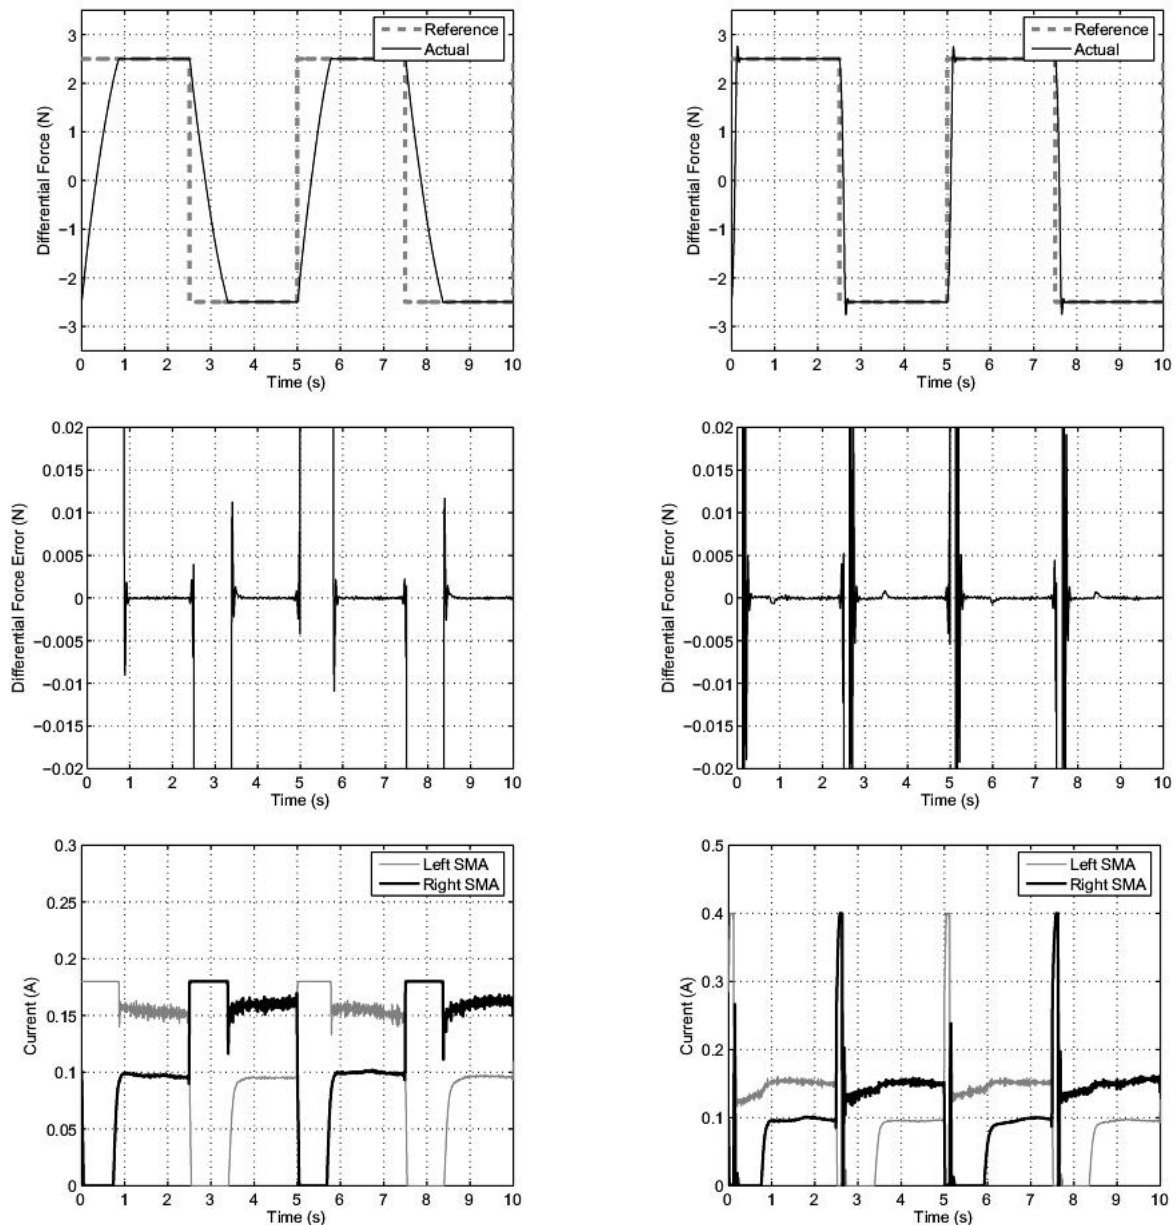 3
2
1
0
−1
−2
−3
Differential Force (N)
Reference
Actual
0 1 2 3 4 5 6 7 8 9 10
Time (s)
3
2
1
0
−1
−2
−3
Differential Force (N)
Reference
Actual
0 1 2 3 4 5 6 7 8 9 10
Time (s)
0.02
0.015
0.01
0.005
0
−0.005
−0.01
−0.015
−0.02
Differential Force Error (N)
0 1 2 3 4 5 6 7 8 9 10
Time (s)
0.02
0.015
0.01
0.005
0
−0.005
−0.01
−0.015
−0.02
Differential Force Error (N)
0 1 2 3 4 5 6 7 8 9 10
Time (s)
0.3
0.25
0.2
0.15
0.1
0.05
0
Current (A)
Left SMA
Right SMA
0 1 2 3 4 5 6 7 8 9 10
Time (s)
0.5
0.4
0.3
0.2
0.1
0
Current (A)
Left SMA
Right SMA
0 1 2 3 4 5 6 7 8 9 10
Time (s)